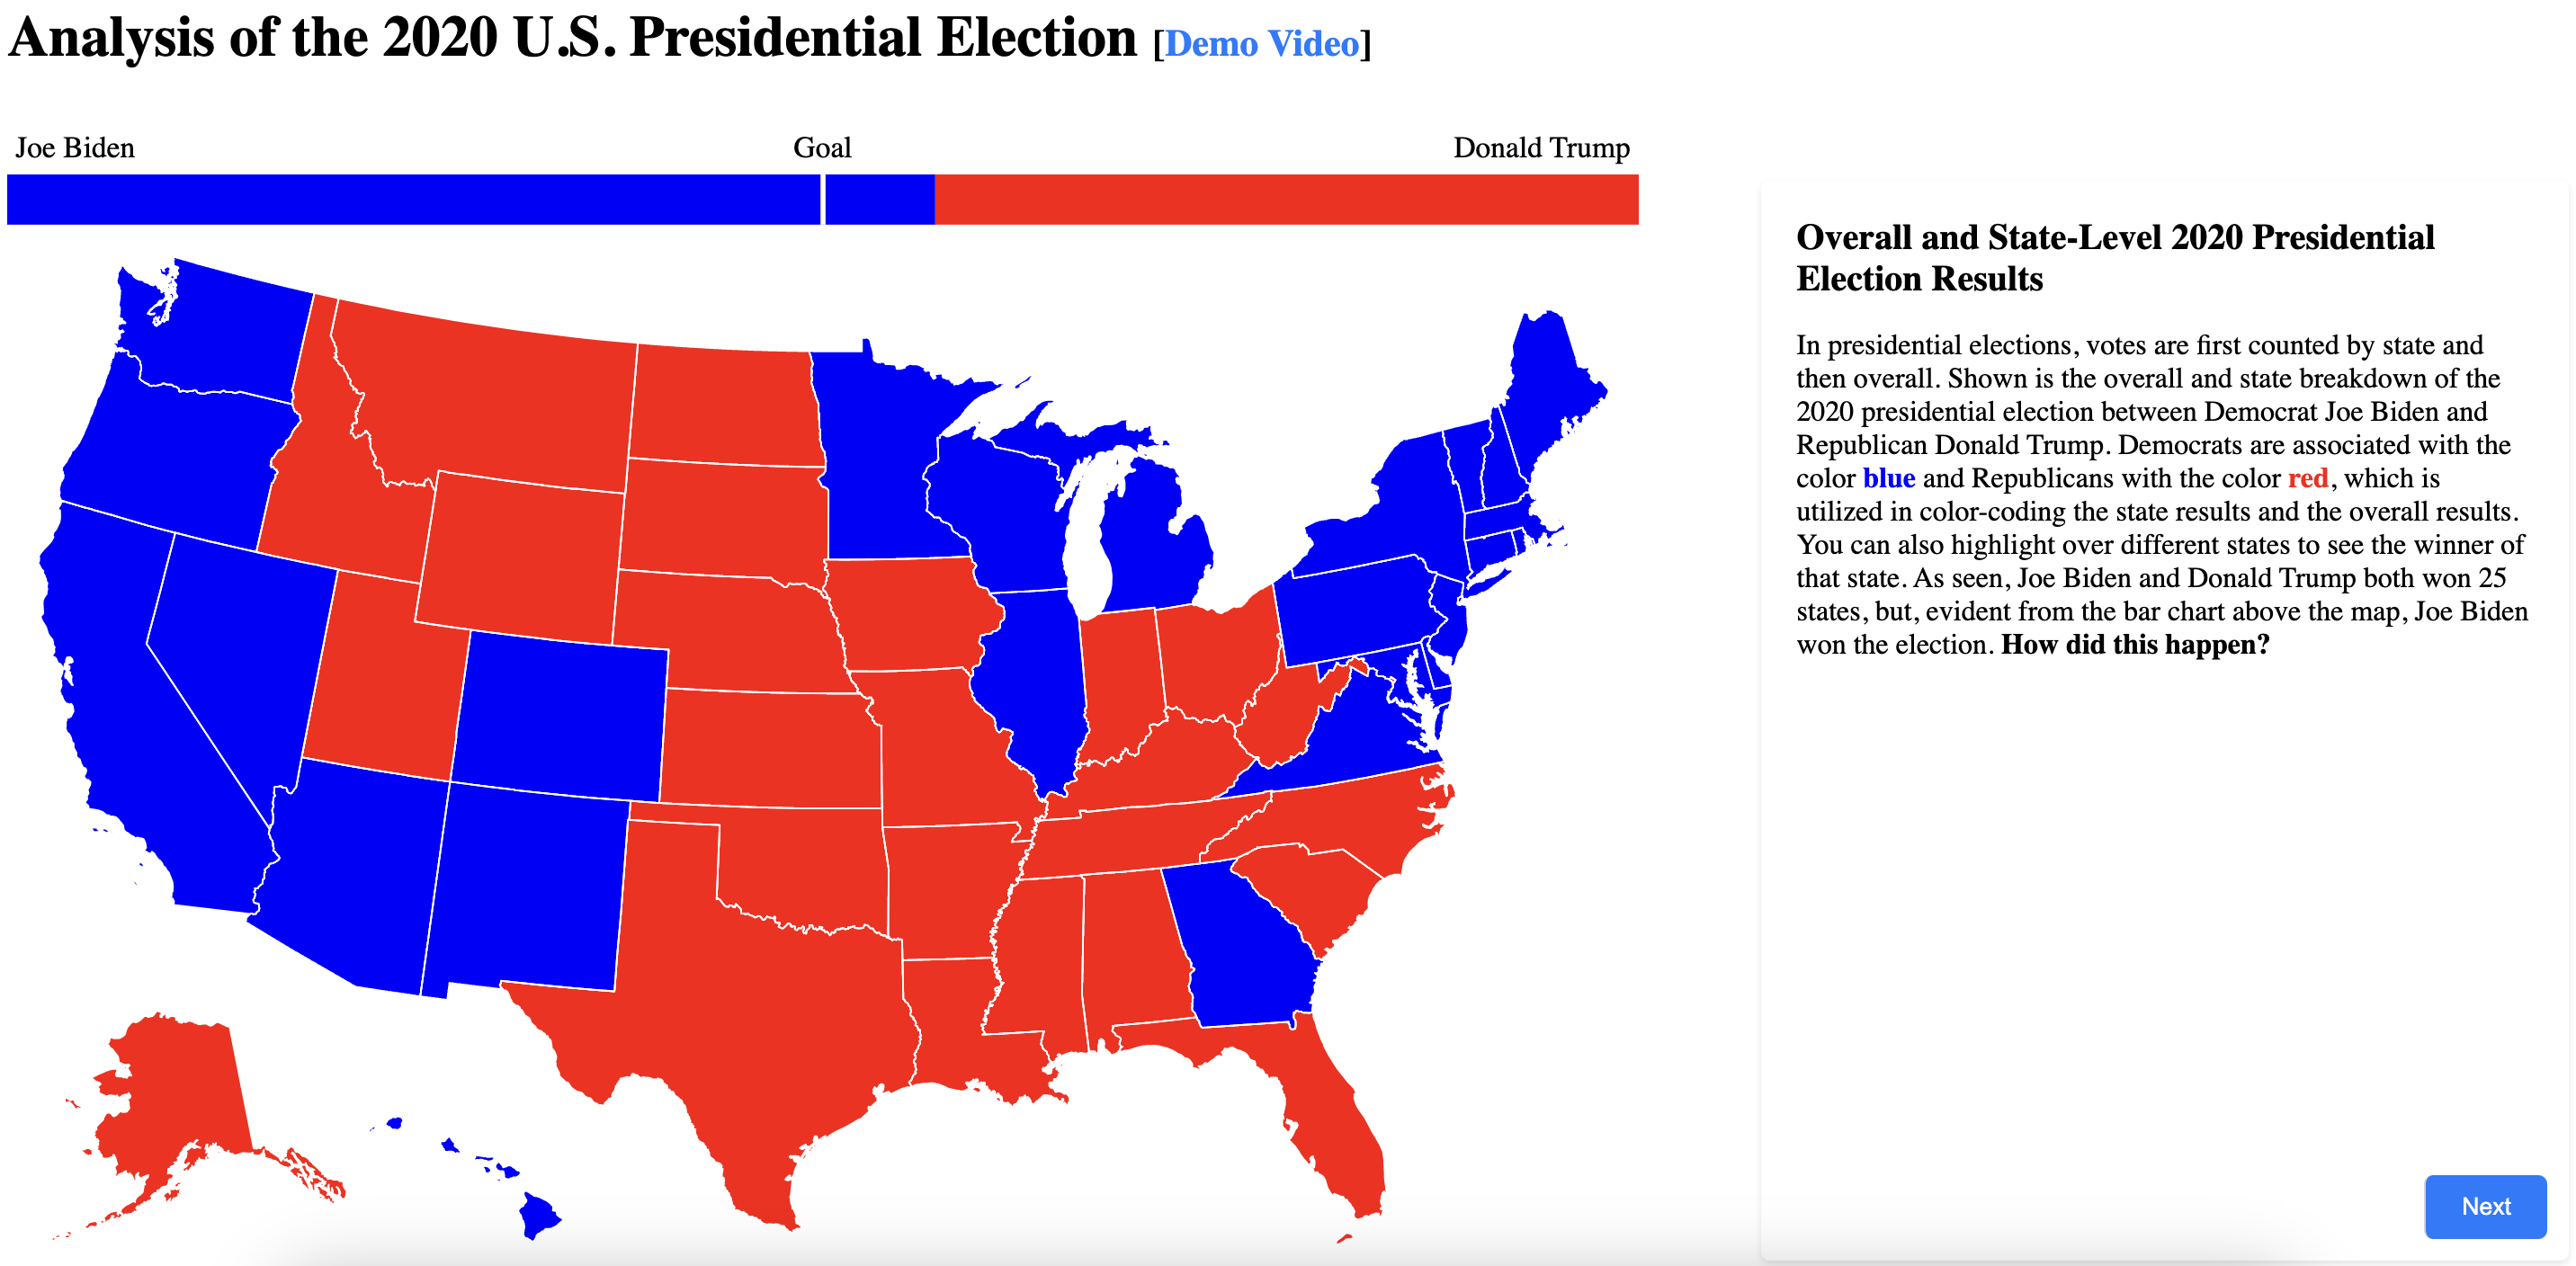 Analysis of the 2020 U.S. Presidential Election [Demo Video]
Joe Biden Goal Donald Trump
Overall and State-Level 2020 Presidential
Election Results
In presidential elections, votes are first counted by state and
then overall. Shown is the overall and state breakdown of the
2020 presidential election between Democrat Joe Biden and
Republican Donald Trump. Democrats are associated with the
color blue and Republicans with the color red, which is
utilized in color-coding the state results and the overall results.
You can also highlight over different states to see the winner of
that state. As seen, Joe Biden and Donald Trump both won 25
states, but, evident from the bar chart above the map, Joe Biden
won the election. How did this happen?
Next